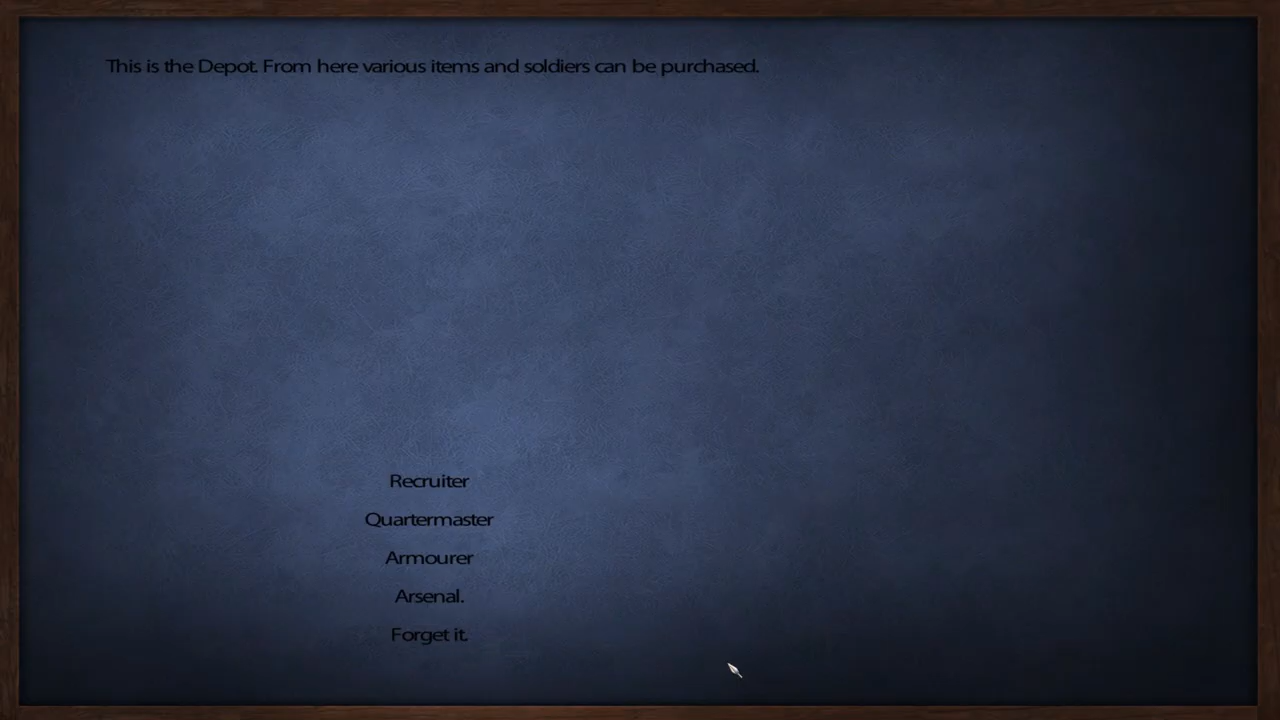 This is the Depot. From here various items and soldiers can be purchased.
Recruiter
Quartermaster
Armourer
Arsenal.
Forget it.